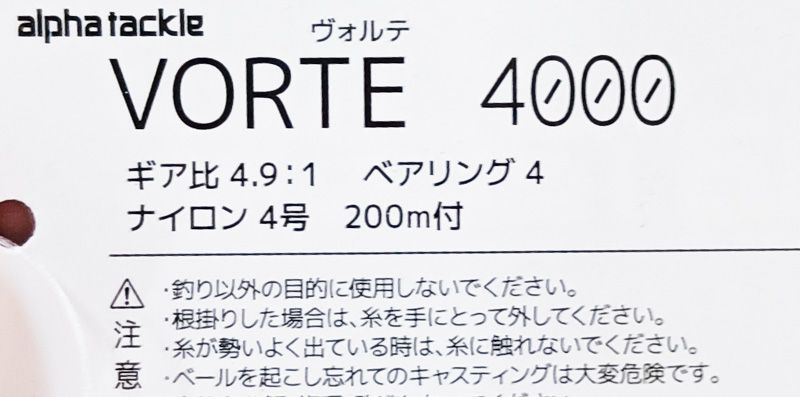 alpha tackle
ヴォルテ
VORTE 4000
ギア比 4.9:1 ベアリング 4
ナイロン 4号 200m付
・釣り以外の目的に使用しないでください。
注意
・根掛りした場合は、糸を手にとって外してください。
・糸が勢いよく出ている時は、糸に触れないでください。
・ベールを起こし忘れてのキャスティングは大変危険です。